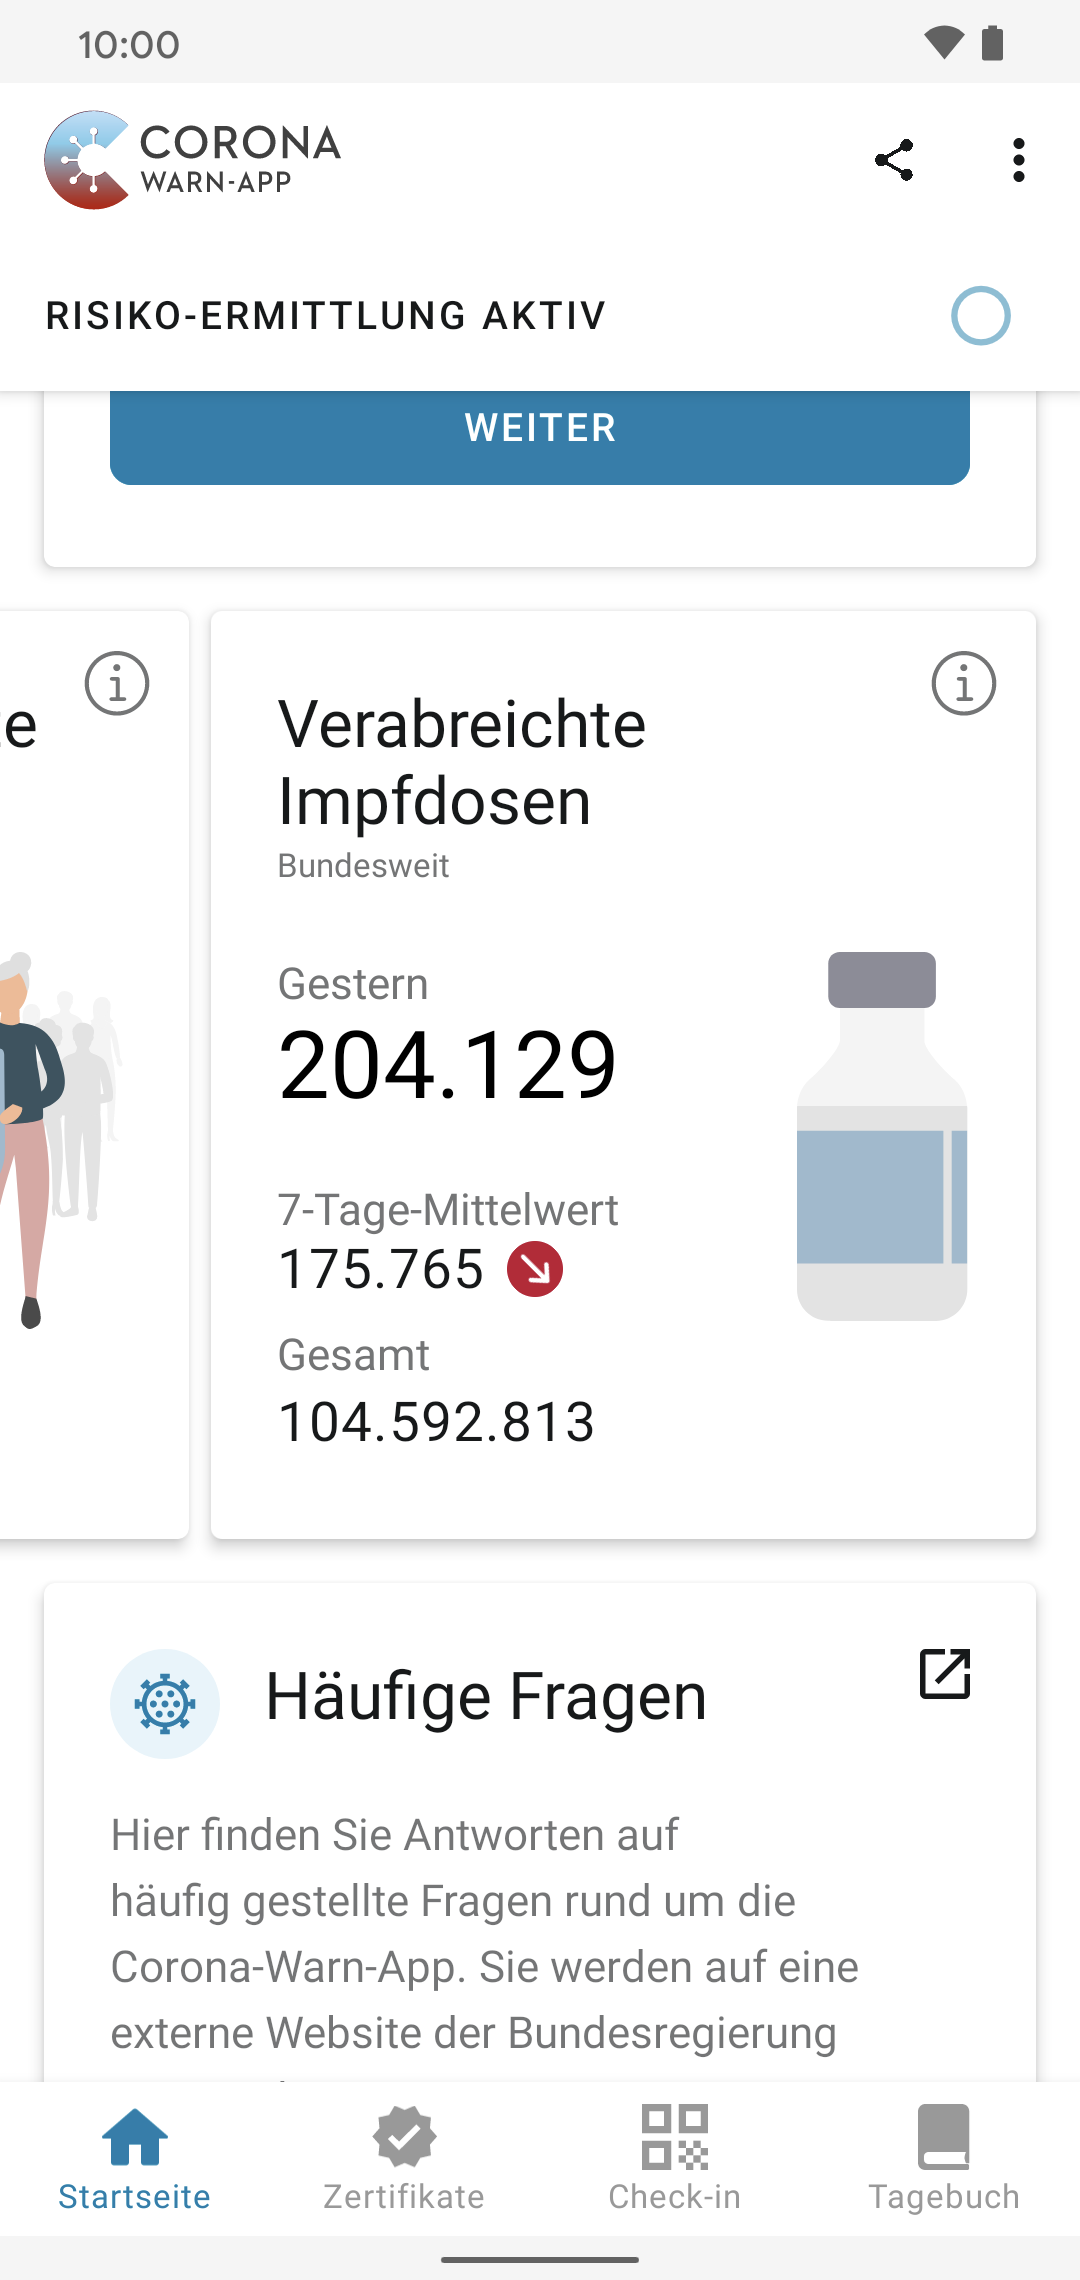 10:00
CORONA
WARN-APP
RISIKO-ERMITTLUNG AKTIV
WEITER
Verabreichte
Impfdosen
Bundesweit
Gestern
204.129
7-Tage-Mittelwert
175.765
Gesamt
104.592.813
Häufige Fragen
Hier finden Sie Antworten auf
häufig gestellte Fragen rund um die
Corona-Warn-App. Sie werden auf eine
externe Website der Bundesregierung
Startseite
Zertifikate
Check-in
Tagebuch